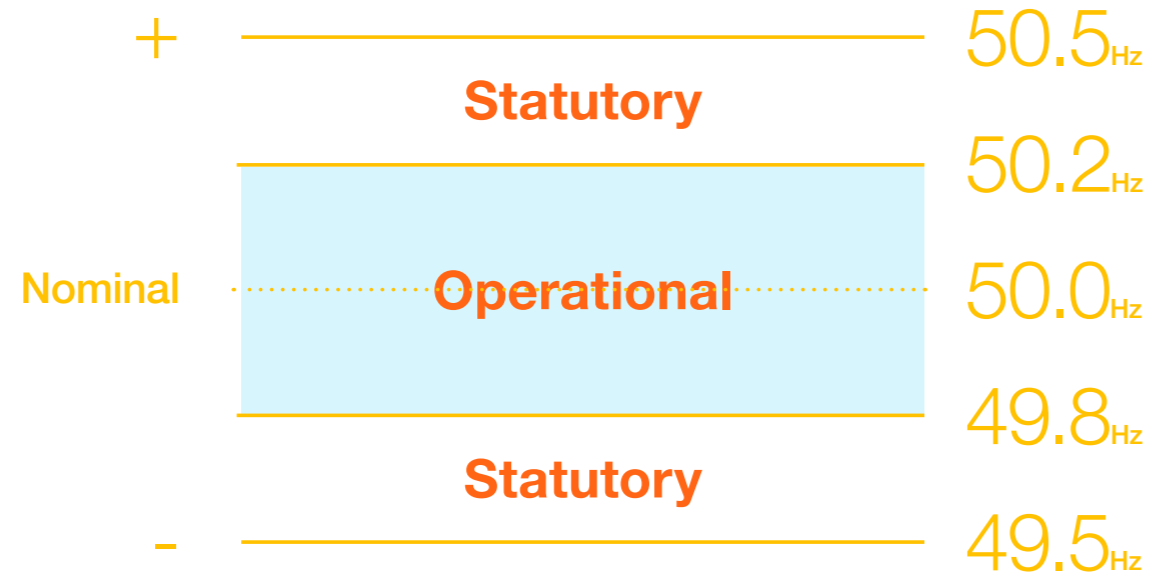 + 50.5Hz
Statutory
50.2Hz
Nominal Operational 50.0Hz
49.8Hz
Statutory
- 49.5Hz